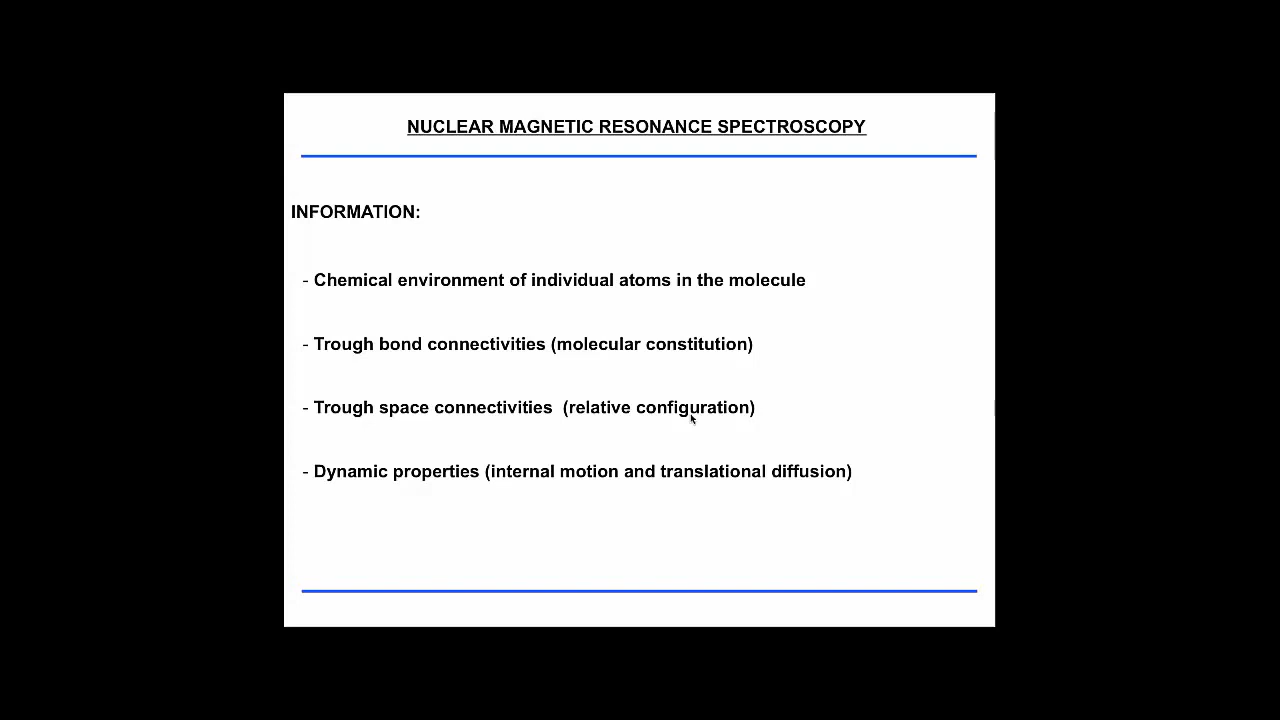 NUCLEAR MAGNETIC RESONANCE SPECTROSCOPY
INFORMATION:
- Chemical environment of individual atoms in the molecule
- Trough bond connectivities (molecular constitution)
- Trough space connectivities  (relative configuration)
- Dynamic properties (internal motion and translational diffusion)